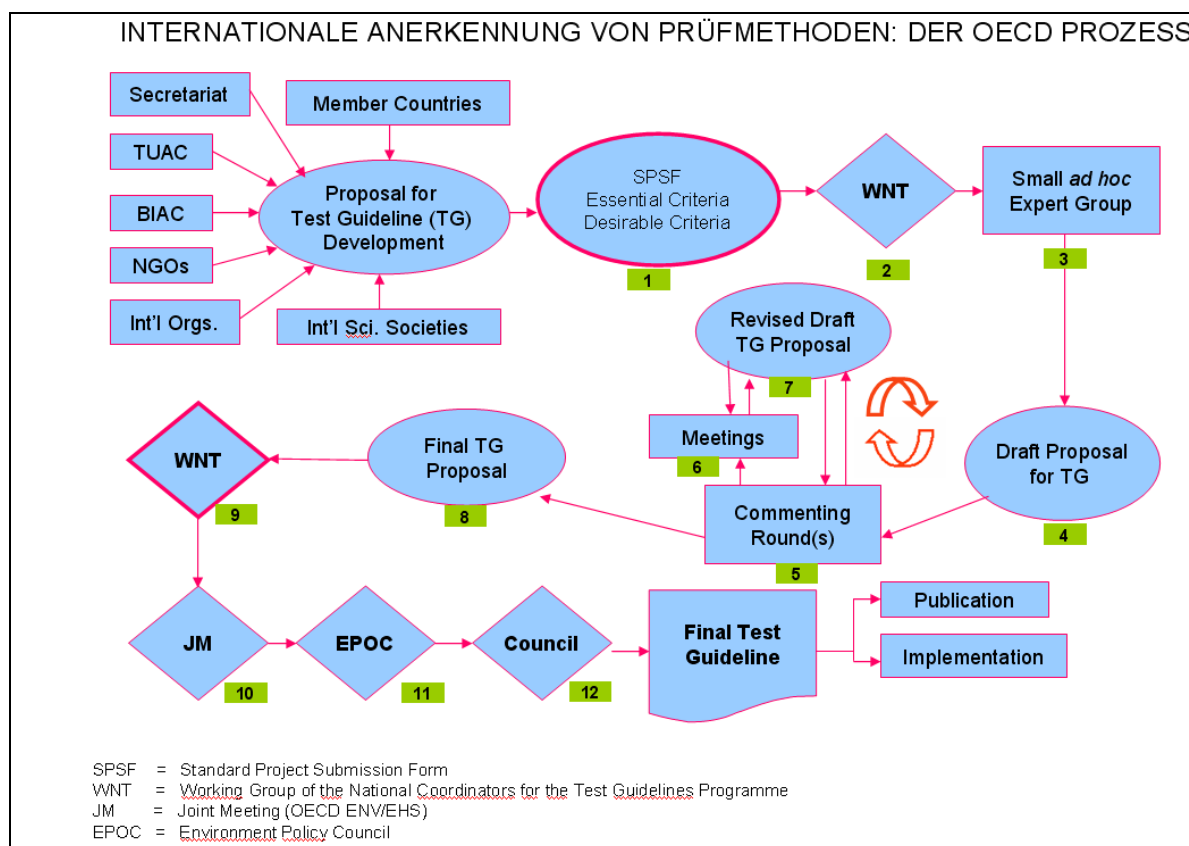 INTERNATIONALE ANERKENNUNG VON PRÜFMETHODEN: DER OECD PROZESS
Secretariat
Member Countries
TUAC
BIAC
NGOs
Int'l Orgs.
Int'l Sci. Societies
Proposal for
Test Guideline (TG)
Development
SPSF
Essential Criteria
Desirable Criteria
1
WNT
2
Small ad hoc
Expert Group
3
Draft Proposal
for TG
4
Commenting
Round(s)
5
Meetings
6
Revised Draft
TG Proposal
7
Final TG
Proposal
8
WNT
9
JM
10
EPOC
11
Council
12
Final Test
Guideline
Publication
Implementation
SPSF = Standard Project Submission Form
WNT = Working Group of the National Coordinators for the Test Guidelines Programme
JM = Joint Meeting (OECD ENV/EHS)
EPOC = Environment Policy Council